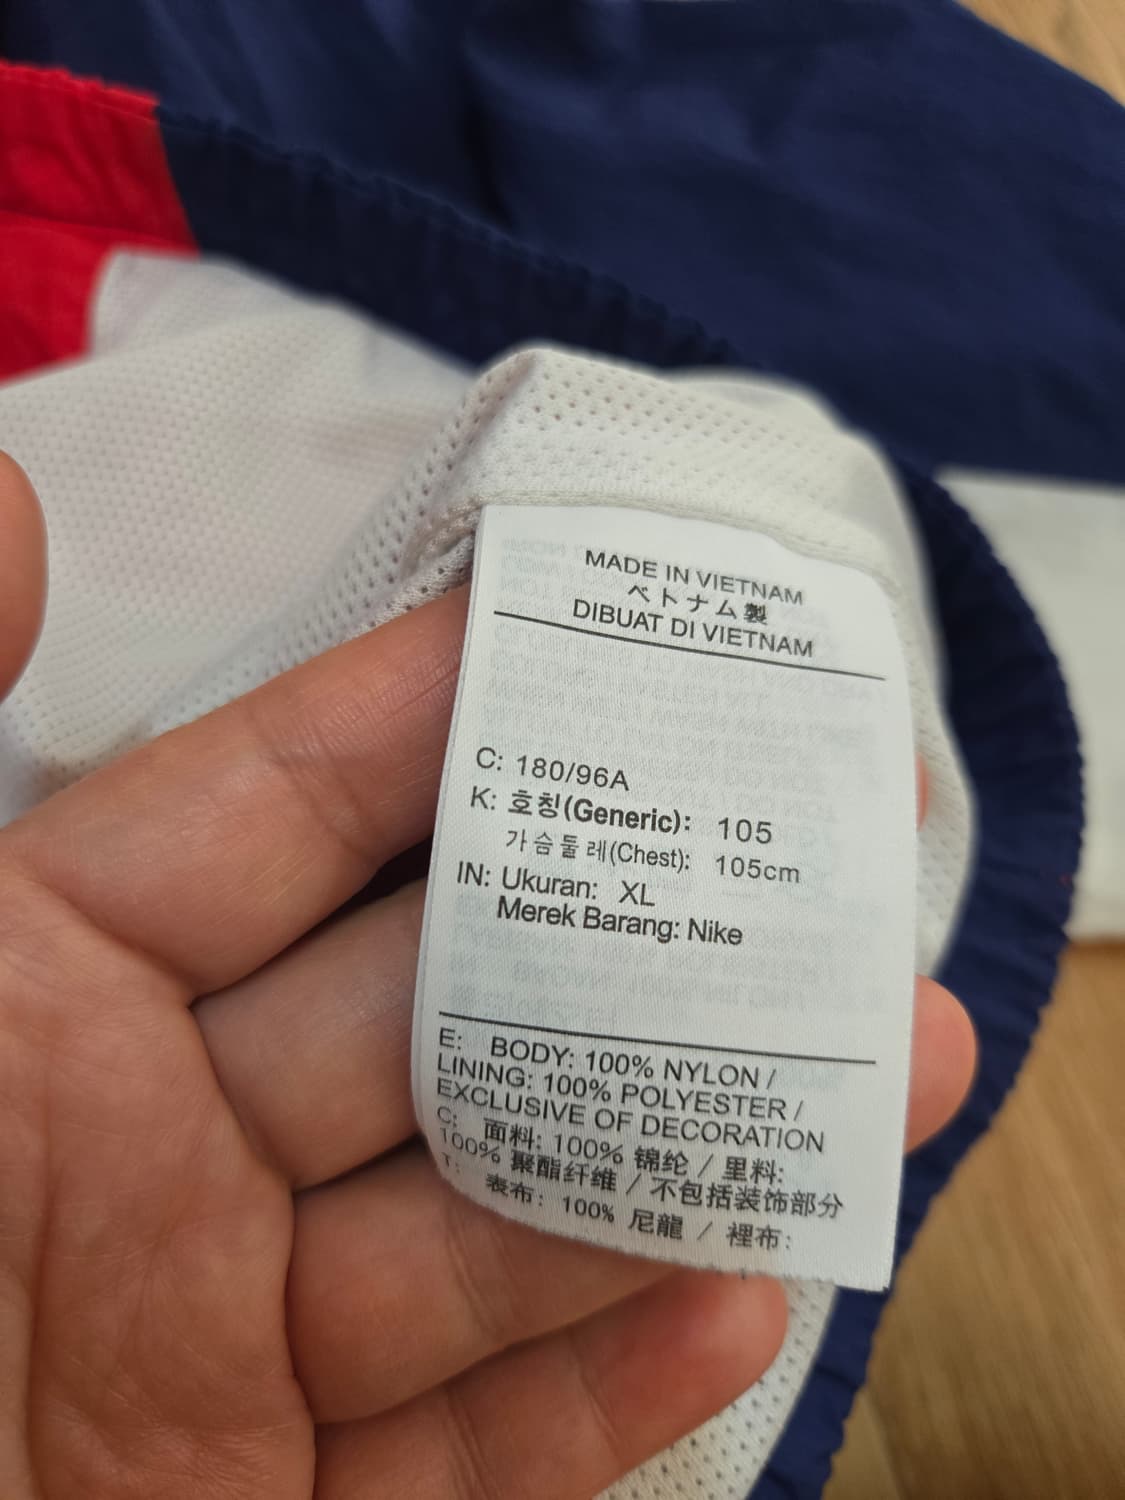 MADE IN VIETNAM
ベトナム製
DIBUAT DI VIETNAM
C: 180/96A
K: 호칭(Generic): 105
가슴둘레(Chest): 105cm
IN: Ukuran: XL
Merek Barang: Nike
E: BODY: 100% NYLON /
LINING: 100% POLYESTER /
EXCLUSIVE OF DECORATION
C: 面料: 100% 锦纶 / 里料:
100% 聚酯纤维 / 不包括装饰部分
T: 表布: 100% 尼龍 / 裡布: